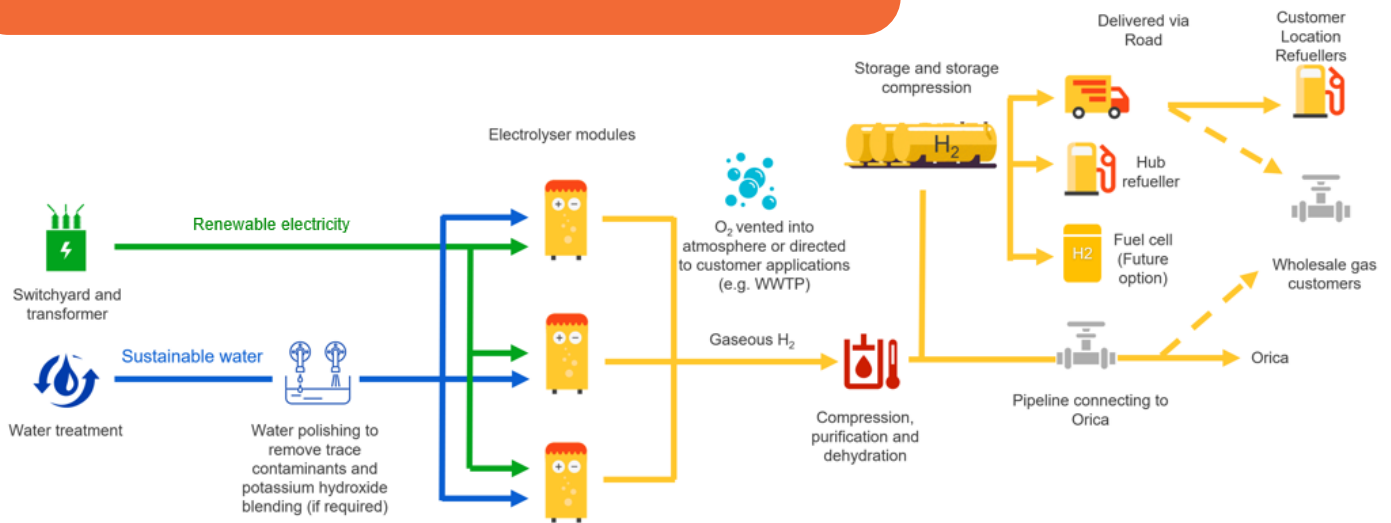 Delivered via
Road
Customer
Location
Refuellers
Storage and storage
compression
H₂
Electrolyser modules
Hub
refueller
Renewable electricity
O₂ vented into
atmosphere or directed
to customer applications
(e.g. WWTP)
H2
Fuel cell
(Future
option)
Wholesale gas
customers
Switchyard and
transformer
Sustainable water
Gaseous H₂
Orica
Water treatment
Water polishing to
remove trace
contaminants and
potassium hydroxide
blending (if required)
Compression,
purification and
dehydration
Pipeline connecting to
Orica